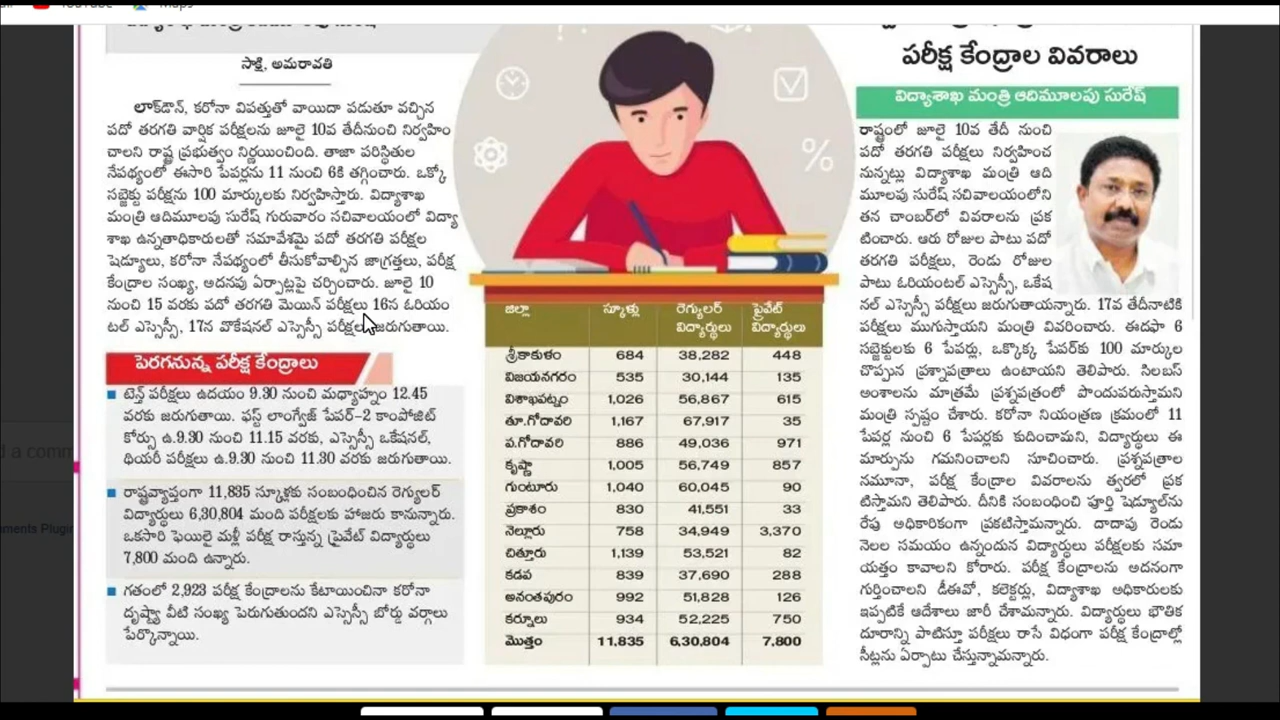 YouTube
Maps
సాక్షి, అమరావతి
లాక్‌డౌన్, కరోనా విపత్తుతో వాయిదా పడుతూ వచ్చిన
పదో తరగతి వార్షిక పరీక్షలను జూలై 10వ తేదీనుంచి నిర్వహిం
చాలని రాష్ట్ర ప్రభుత్వం నిర్ణయించింది. తాజా పరిస్థితుల
నేపథ్యంలో ఈసారి పేపర్లను 11 నుంచి 6కి తగ్గించారు. ఒక్కో
సబ్జెక్టు పరీక్షను 100 మార్కులకు నిర్వహిస్తారు. విద్యాశాఖ
మంత్రి ఆదిమూలపు సురేష్ గురువారం సచివాలయంలో విద్యా
శాఖ ఉన్నతాధికారులతో సమావేశమై పదో తరగతి పరీక్షల
షెడ్యూలు, కరోనా నేపథ్యంలో తీసుకోవాల్సిన జాగ్రత్తలు, పరీక్ష
కేంద్రాల సంఖ్య, అదనపు ఏర్పాట్లపై చర్చించారు. జూలై 10
నుంచి 15 వరకు పదో తరగతి మెయిన్ పరీక్షలు 16న ఓరియం
టల్ ఎస్సెస్సీ, 17న వొకేషనల్ ఎస్సెస్సీ పరీక్షలు జరుగుతాయి.
పెరగనున్న పరీక్ష కేంద్రాలు
టెన్త్ పరీక్షలు ఉదయం 9.30 నుంచి మధ్యాహ్నం 12.45
వరకు జరుగుతాయి. ఫస్ట్ లాంగ్వేజ్ పేపర్–2 కాంపోజిట్
కోర్సు ఉ.9.30 నుంచి 11.15 వరకు, ఎస్సెస్సీ ఒకేషనల్,
థియరీ పరీక్షలు ఉ.9.30 నుంచి 11.30 వరకు జరుగుతాయి.
రాష్ట్రవ్యాప్తంగా 11,835 స్కూళ్లకు సంబంధించిన రెగ్యులర్
విద్యార్థులు 6,30,804 మంది పరీక్షలకు హాజరు కానున్నారు.
ఒకసారి ఫెయిలై మళ్లీ పరీక్ష రాస్తున్న ప్రైవేట్ విద్యార్థులు
7,800 మంది ఉన్నారు.
గతంలో 2,923 పరీక్ష కేంద్రాలను కేటాయించినా కరోనా
దృష్ట్యా వీటి సంఖ్య పెరుగుతుందని ఎస్సెస్సీ బోర్డు వర్గాలు
పేర్కొన్నాయి.
జిల్లా స్కూళ్లు రెగ్యులర్ విద్యార్థులు ప్రైవేట్ విద్యార్థులు
శ్రీకాకుళం 684 38,282 448
విజయనగరం 535 30,144 135
విశాఖపట్నం 1,026 56,867 615
తూ.గోదావరి 1,167 67,917 35
ప.గోదావరి 886 49,036 971
కృష్ణా 1,005 56,749 857
గుంటూరు 1,040 60,045 90
ప్రకాశం 830 41,551 33
నెల్లూరు 758 34,949 3,370
చిత్తూరు 1,139 53,521 82
కడప 839 37,690 288
అనంతపురం 992 51,828 126
కర్నూలు 934 52,225 750
మొత్తం 11,835 6,30,804 7,800
పరీక్ష కేంద్రాల వివరాలు
విద్యాశాఖ మంత్రి ఆదిమూలపు సురేష్
రాష్ట్రంలో జూలై 10వ తేదీ నుంచి
పదో తరగతి పరీక్షలు నిర్వహించ
నున్నట్లు విద్యాశాఖ మంత్రి ఆది
మూలపు సురేష్ సచివాలయంలోని
తన చాంబర్‌లో వివరాలను ప్రక
టించారు. ఆరు రోజుల పాటు పదో
తరగతి పరీక్షలు, రెండు రోజుల
పాటు ఓరియంటల్ ఎస్సెస్సీ, ఒకేష
నల్ ఎస్సెస్సీ పరీక్షలు జరుగుతాయన్నారు. 17వ తేదీనాటికి
పరీక్షలు ముగుస్తాయని మంత్రి వివరించారు. ఈదఫా 6
సబ్జెక్టులకు 6 పేపర్లు, ఒక్కొక్క పేపర్‌కు 100 మార్కుల
చొప్పున ప్రశ్నాపత్రాలు ఉంటాయని తెలిపారు. సిలబస్
అంశాలను మాత్రమే ప్రశ్నపత్రంలో పొందుపరుస్తామని
మంత్రి స్పష్టం చేశారు. కరోనా నియంత్రణ క్రమంలో 11
పేపర్ల నుంచి 6 పేపర్లకు కుదించామని, విద్యార్థులు ఈ
మార్పును గమనించాలని సూచించారు. ప్రశ్నపత్రాల
నమూనా, పరీక్ష కేంద్రాల వివరాలను త్వరలో ప్రక
టిస్తామని తెలిపారు. దీనికి సంబంధించి పూర్తి షెడ్యూల్‌ను
రేపు అధికారికంగా ప్రకటిస్తామన్నారు. దాదాపు రెండు
నెలల సమయం ఉన్నందున విద్యార్థులు పరీక్షలకు సమా
యత్తం కావాలని కోరారు. పరీక్ష కేంద్రాలను అదనంగా
గుర్తించాలని డీఈవో, కలెక్టర్లు, విద్యాశాఖ అధికారులకు
ఇప్పటికే ఆదేశాలు జారీ చేశామన్నారు. విద్యార్థులు భౌతిక
దూరాన్ని పాటిస్తూ పరీక్షలు రాసే విధంగా పరీక్ష కేంద్రాల్లో
సీట్లను ఏర్పాటు చేస్తున్నామన్నారు.